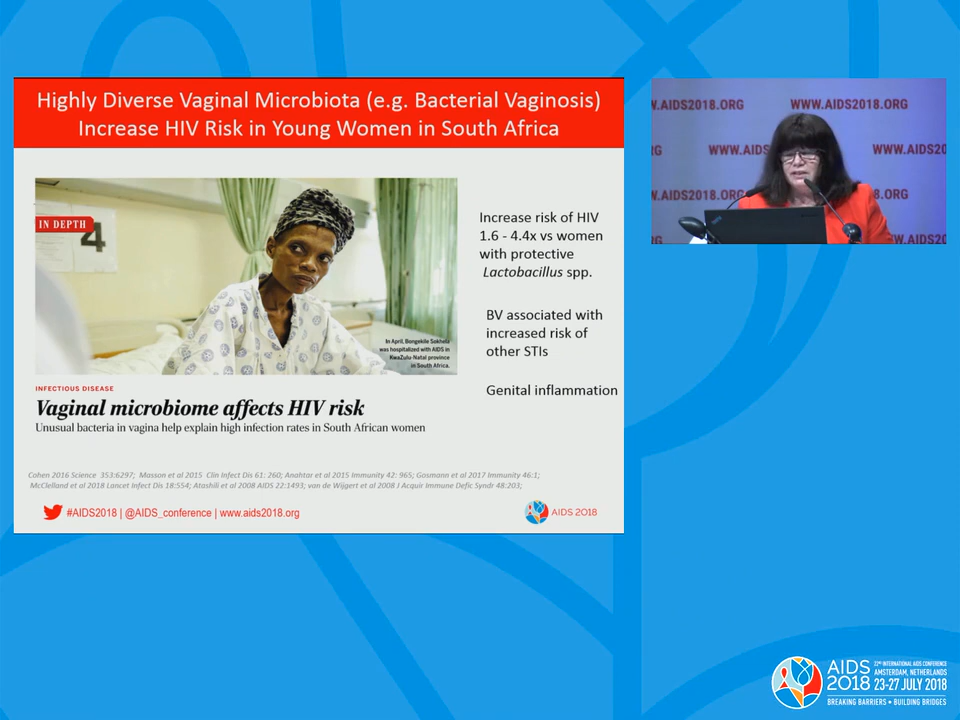 Highly Diverse Vaginal Microbiota (e.g. Bacterial Vaginosis)
Increase HIV Risk in Young Women in South Africa
IN DEPTH
4
In April, Bongekile Sokhela
was hospitalized with AIDS in
KwaZulu-Natal province
in South Africa.
INFECTIOUS DISEASE
Vaginal microbiome affects HIV risk
Unusual bacteria in vagina help explain high infection rates in South African women
Increase risk of HIV
1.6 - 4.4x vs women
with protective
Lactobacillus spp.
BV associated with
increased risk of
other STIs
Genital inflammation
Cohen 2016 Science 353:6297; Masson et al 2015 Clin Infect Dis 61: 260; Anahtar et al 2015 Immunity 42: 965; Gosmann et al 2017 Immunity 46:1;
McClelland et al 2018 Lancet Infect Dis 18:554; Atashili et al 2008 AIDS 22:1493; van de Wijgert et al 2008 J Acquir Immune Defic Syndr 48:203;
#AIDS2018 | @AIDS_conference | www.aids2018.org
AIDS 2018
W.AIDS2018.ORG
WWW.AIDS2018.ORG
RG
WWW.AIDS
WWW.AIDS20
W.AIDS2018.ORG
8.ORG
RG
WW.AIDS20
AIDS
2018
22ND INTERNATIONAL AIDS CONFERENCE
AMSTERDAM, NETHERLANDS
23-27 JULY 2018
BREAKING BARRIERS • BUILDING BRIDGES